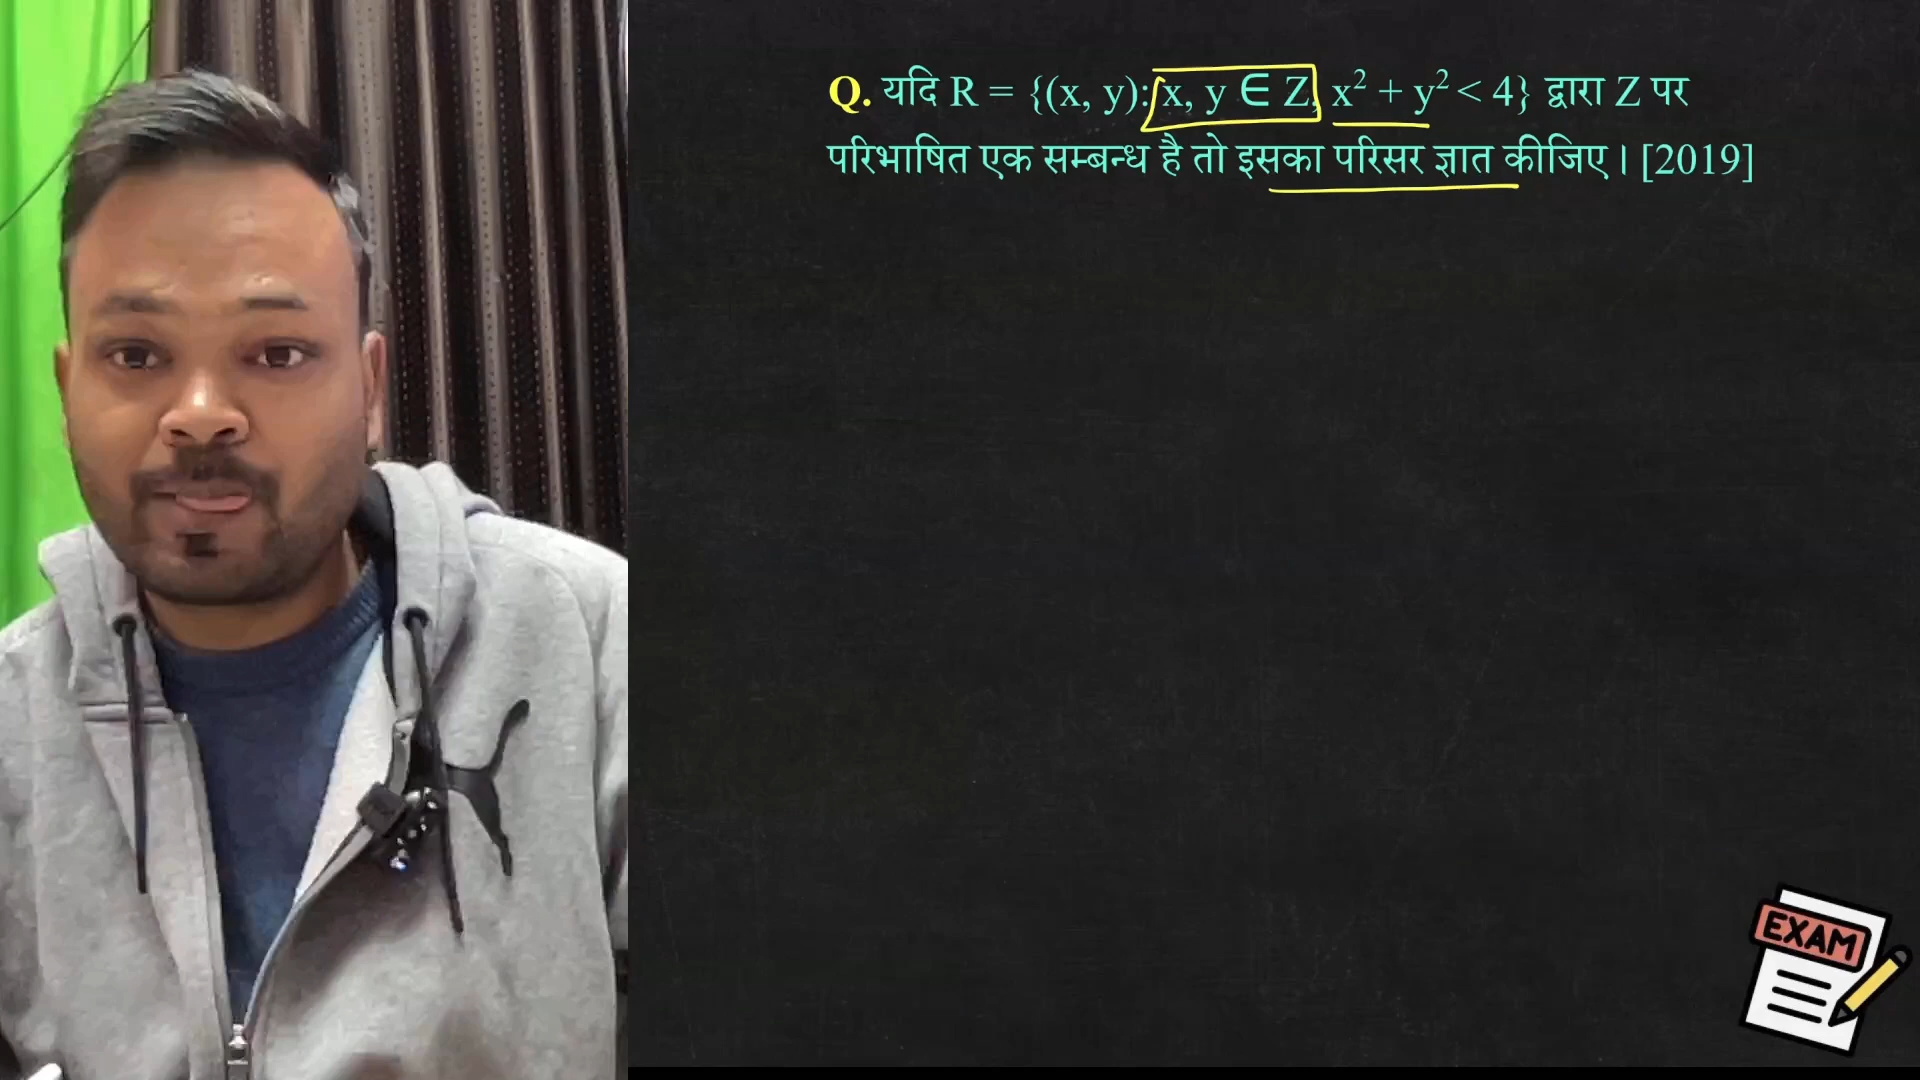 Q. यदि R = {(x, y): x, y ∈ Z, x² + y² < 4} द्वारा Z पर
परिभाषित एक सम्बन्ध है तो इसका परिसर ज्ञात कीजिए। [2019]
EXAM